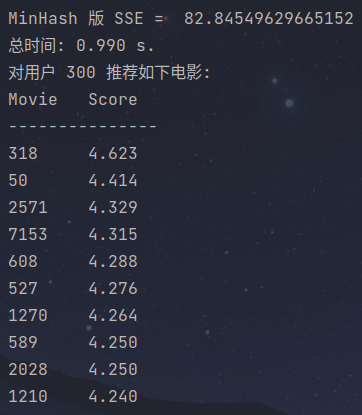 MinHash 版 SSE =  82.84549629665152
总时间: 0.990 s.
对用户 300 推荐如下电影:
Movie   Score
---------------
318     4.623
50      4.414
2571    4.329
7153    4.315
608     4.288
527     4.276
1270    4.264
589     4.250
2028    4.250
1210    4.240